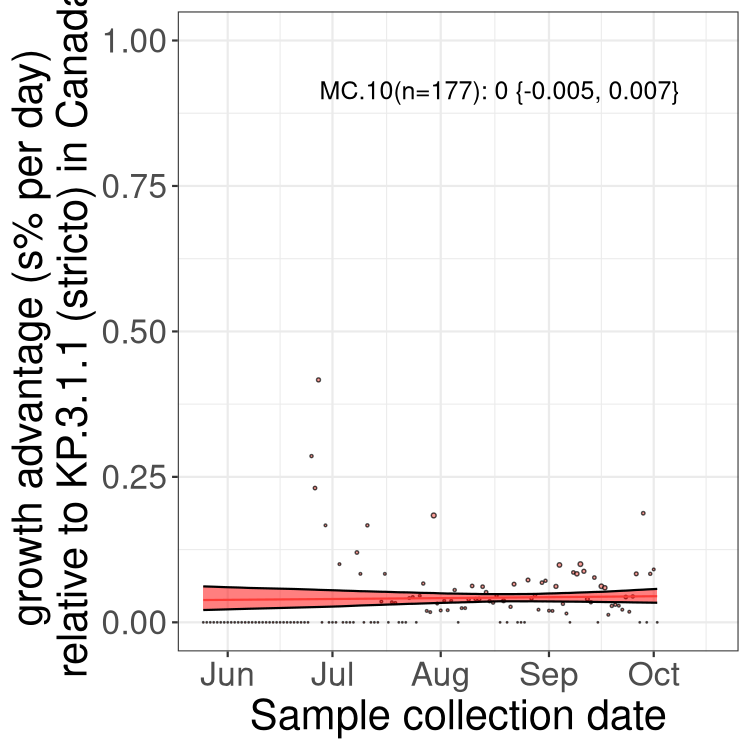 growth advantage (s% per day)
relative to KP.3.1.1 (stricto) in Canada
1.00
0.75
0.50
0.25
0.00
MC.10(n=177): 0 {-0.005, 0.007}
Jun Jul Aug Sep Oct
Sample collection date